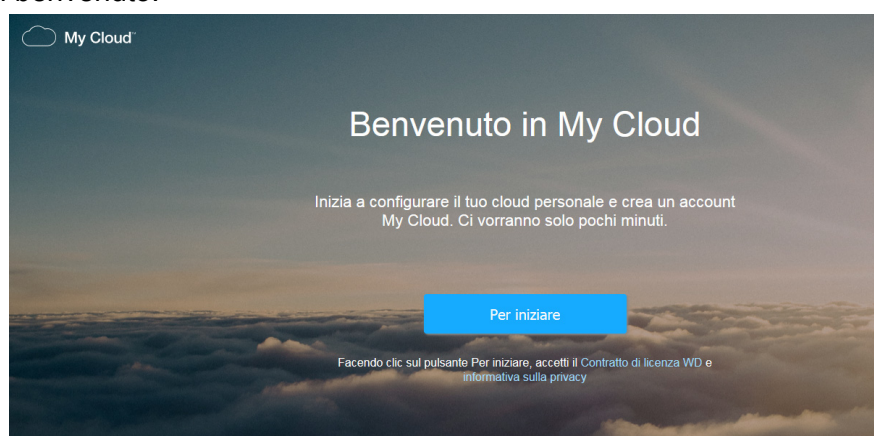 benvenuto.
My Cloud™
Benvenuto in My Cloud
Inizia a configurare il tuo cloud personale e crea un account
My Cloud. Ci vorranno solo pochi minuti.
Per iniziare
Facendo clic sul pulsante Per iniziare, accetti il Contratto di licenza WD e
informativa sulla privacy